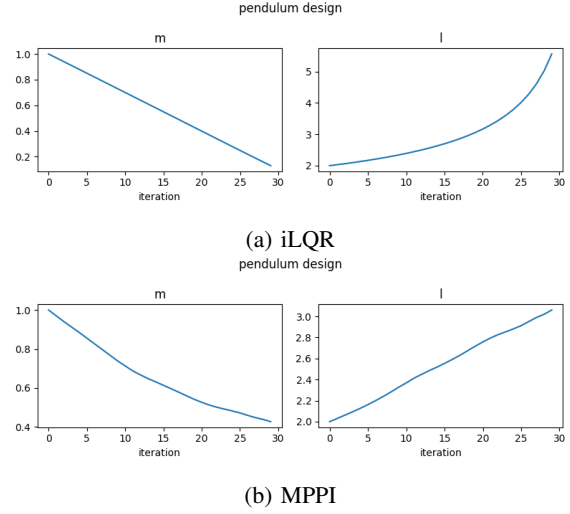 pendulum design
m l
1.0 0.8 0.6 0.4 0.2
5 4 3 2
0 5 10 15 20 25 30 0 5 10 15 20 25 30
iteration iteration
(a) iLQR
pendulum design
m l
1.0 0.8 0.6 0.4
3.0 2.8 2.6 2.4 2.2 2.0
0 5 10 15 20 25 30 0 5 10 15 20 25 30
iteration iteration
(b) MPPI